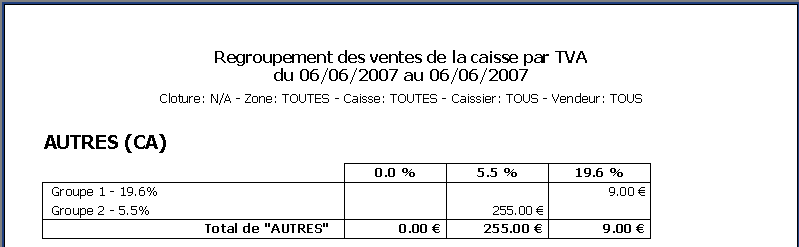 Regroupement des ventes de la caisse par TVA
du 06/06/2007 au 06/06/2007
Cloture: N/A - Zone: TOUTES - Caisse: TOUTES - Caissier: TOUS - Vendeur: TOUS
AUTRES (CA)
0.0 % 5.5 % 19.6 %
Groupe 1 - 19.6% 9.00 €
Groupe 2 - 5.5% 255.00 €
Total de "AUTRES" 0.00 € 255.00 € 9.00 €